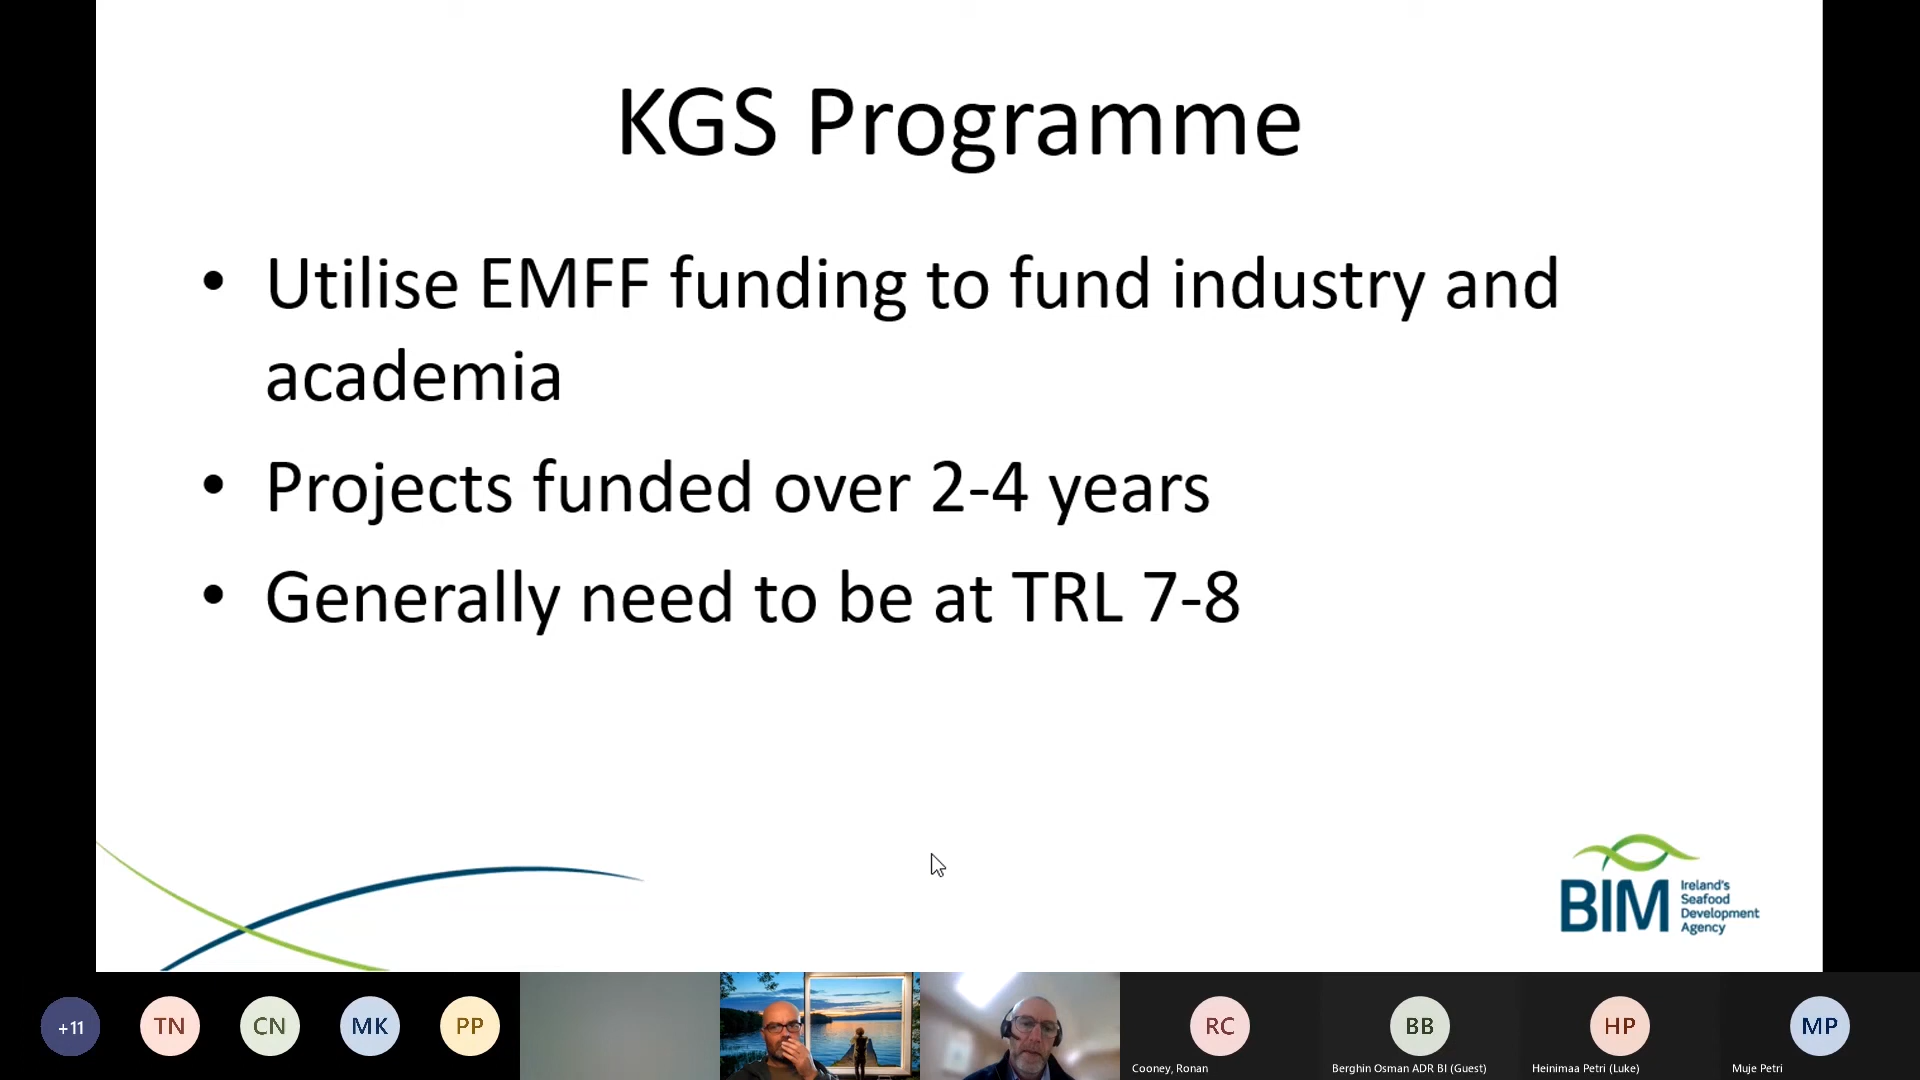 KGS Programme
• Utilise EMFF funding to fund industry and
academia
• Projects funded over 2-4 years
• Generally need to be at TRL 7-8
BIM
Ireland's
Seafood
Development
Agency
+11
TN
CN
MK
PP
RC
BB
HP
MP
Cooney, Ronan
Berghin Osman ADR BI (Guest)
Heinimaa Petri (Luke)
Muje Petri